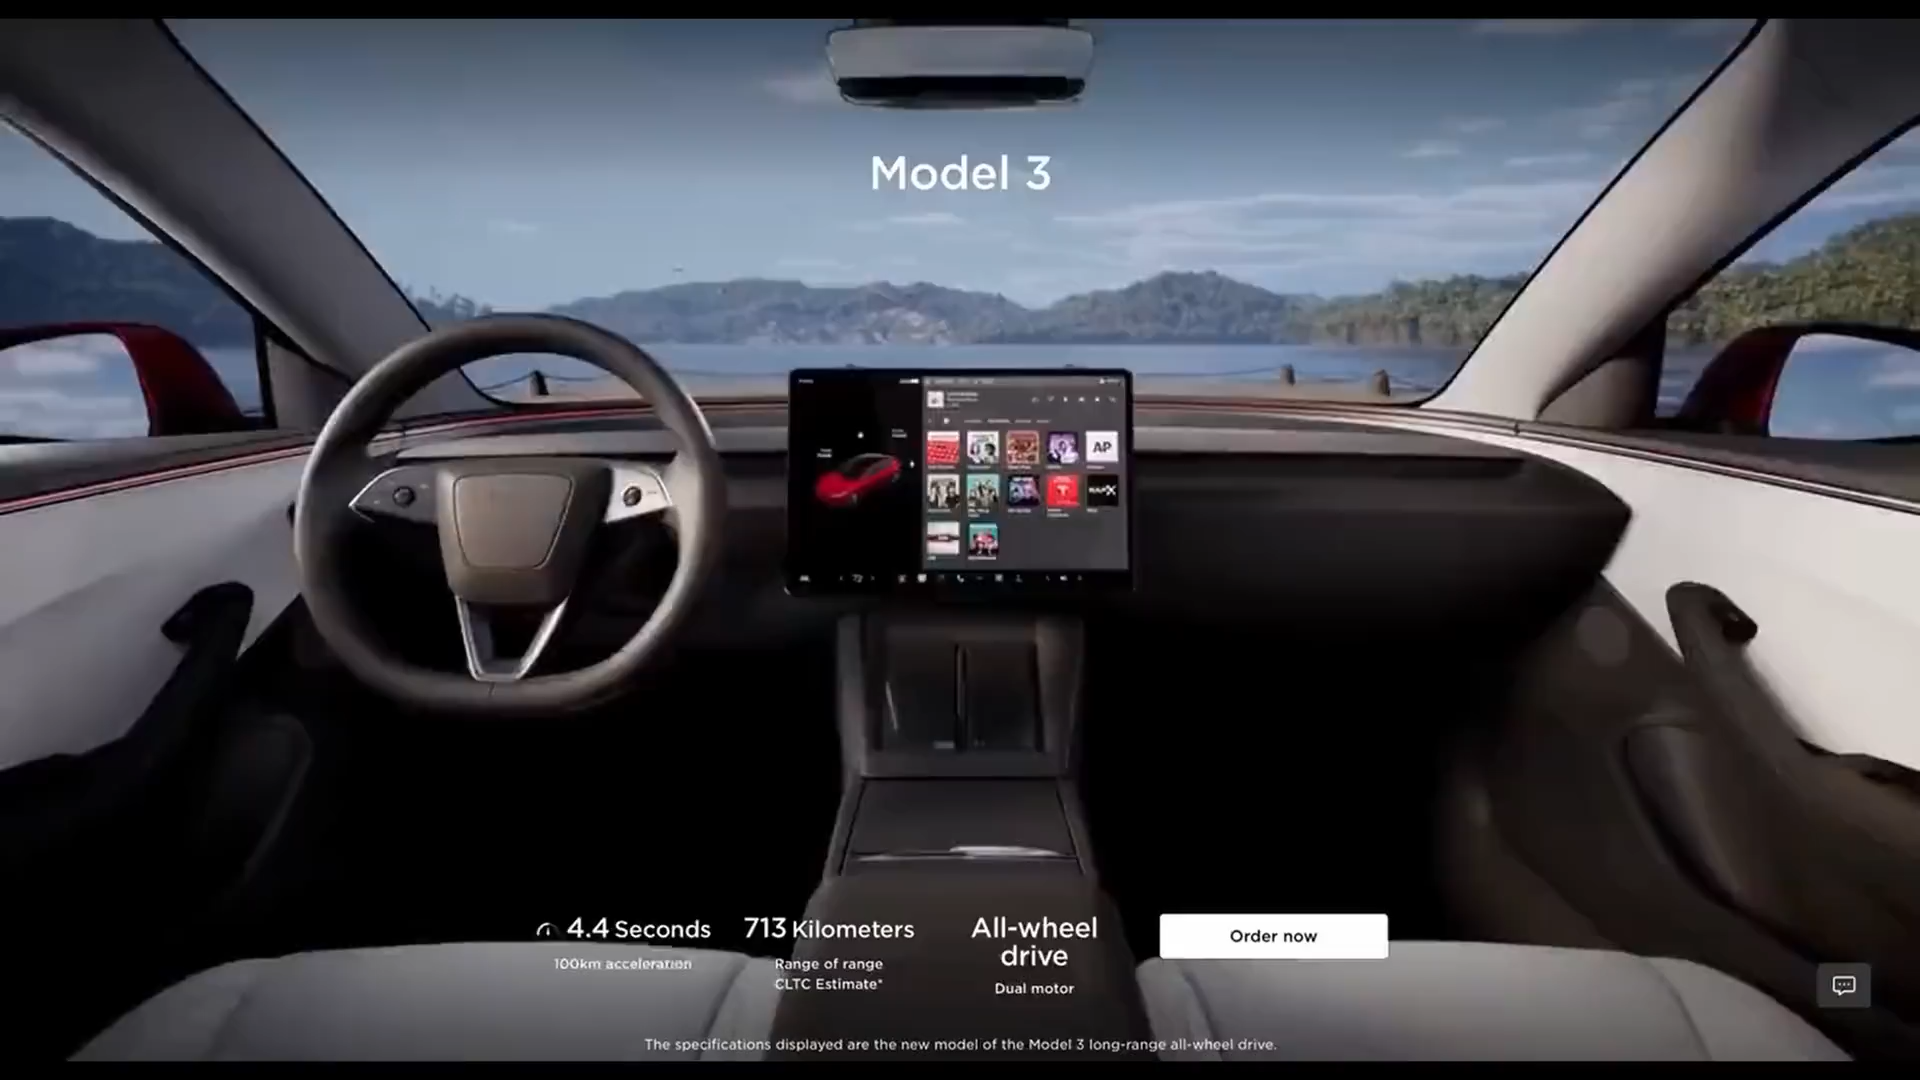 Model 3
AP
4.4 Seconds
100km acceleration
713 Kilometers
Range of range
CLTC Estimate*
All-wheel
drive
Dual motor
Order now
The specifications displayed are the new model of the Model 3 long-range all-wheel drive.